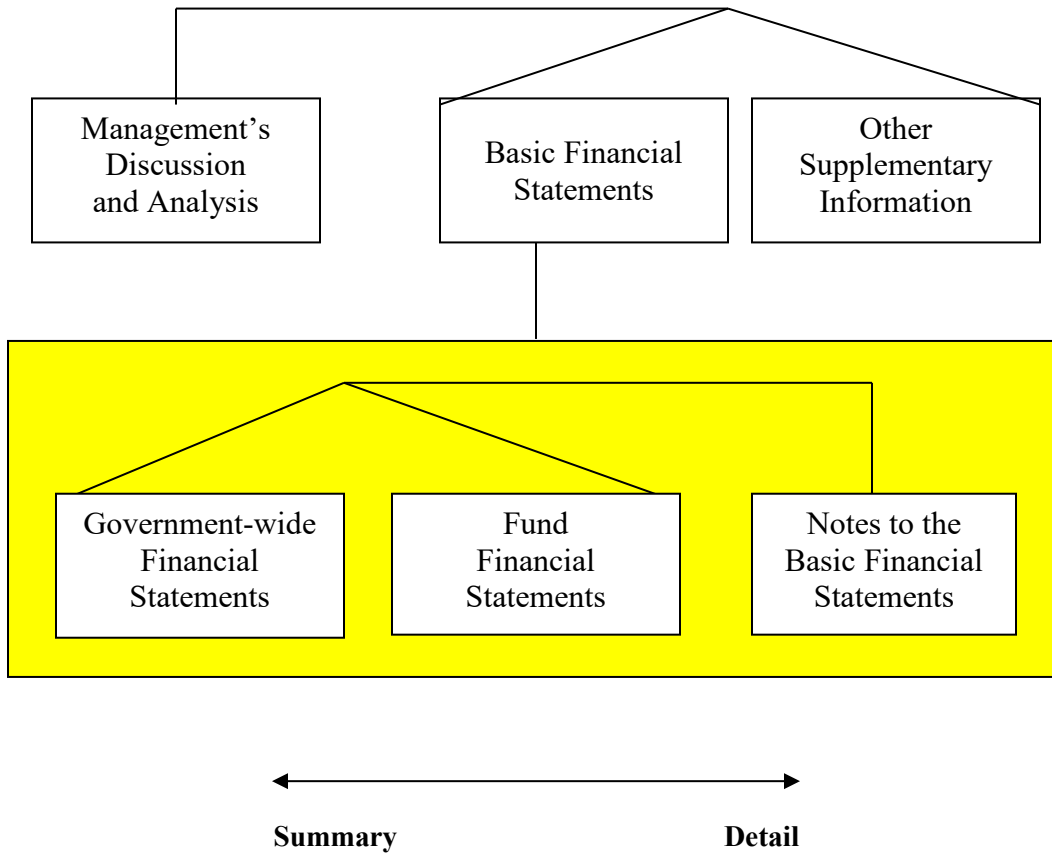 Management’s
Discussion
and Analysis
Basic Financial
Statements
Other
Supplementary
Information
Government-wide
Financial
Statements
Fund
Financial
Statements
Notes to the
Basic Financial
Statements
Summary
Detail